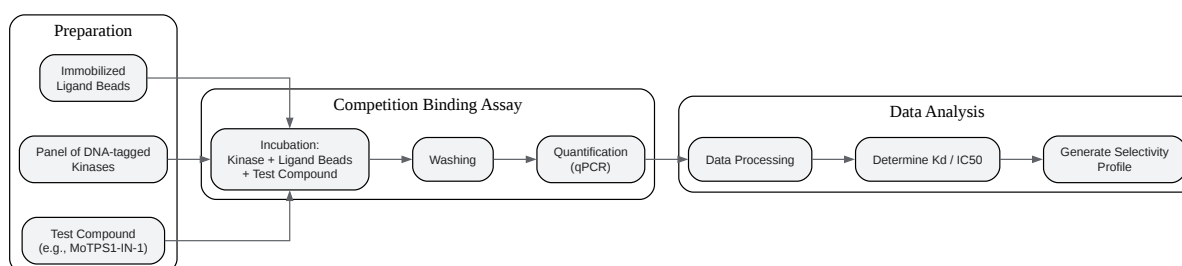 Preparation
Immobilized
Ligand Beads
Panel of DNA-tagged
Kinases
Test Compound
(e.g., MoTPS1-IN-1)
Competition Binding Assay
Incubation:
Kinase + Ligand Beads
+ Test Compound
Washing
Quantification
(qPCR)
Data Analysis
Data Processing
Determine Kd / IC50
Generate Selectivity
Profile